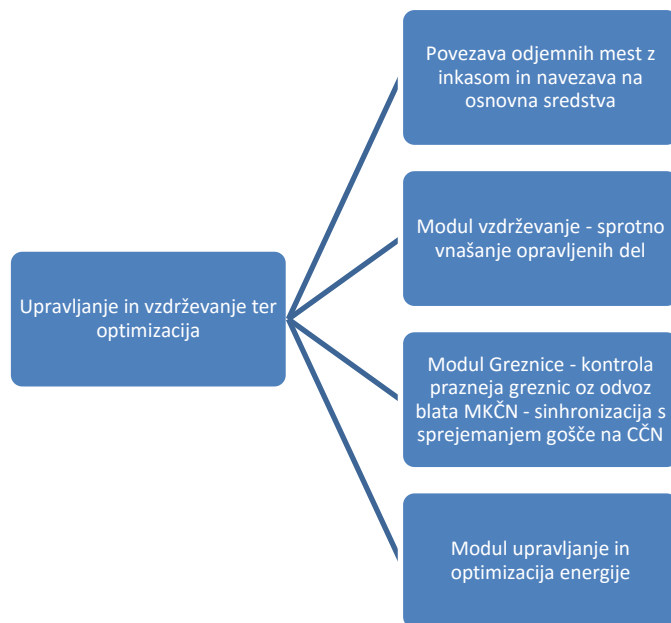 Povezava odjemnih mest z
inkasom in navezava na
osnovna sredstva
Modul vzdrževanje - sprotno
vnašanje opravljenih del
Upravljanje in vzdrževanje ter
optimizacija
Modul Greznice - kontrola
prazneja greznic oz odvoz
blata MKČN - sinhronizacija s
sprejemanjem gošče na CČN
Modul upravljanje in
optimizacija energije